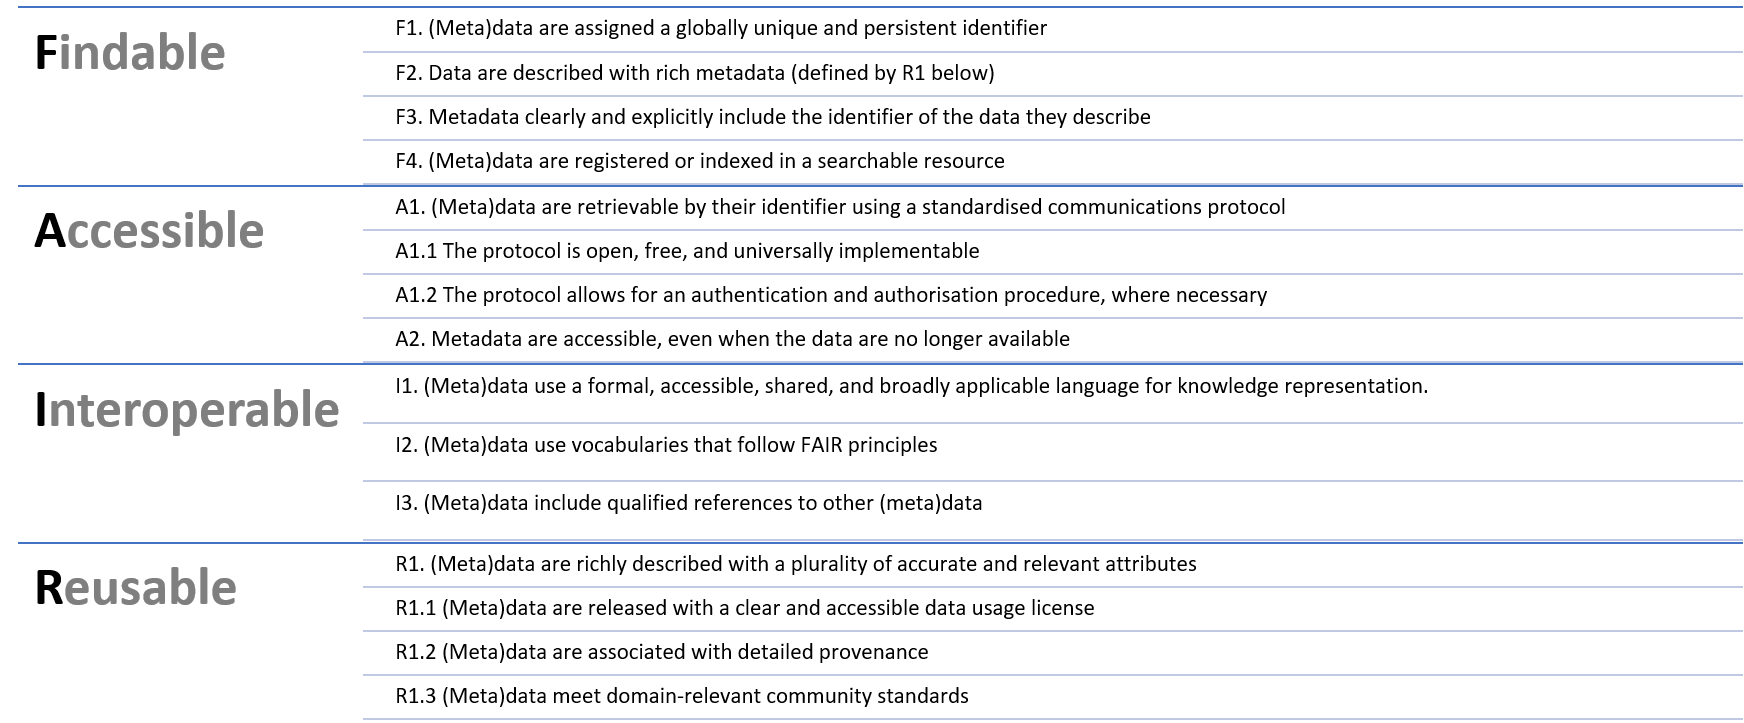 Findable
F1. (Meta)data are assigned a globally unique and persistent identifier
F2. Data are described with rich metadata (defined by R1 below)
F3. Metadata clearly and explicitly include the identifier of the data they describe
F4. (Meta)data are registered or indexed in a searchable resource
Accessible
A1. (Meta)data are retrievable by their identifier using a standardised communications protocol
A1.1 The protocol is open, free, and universally implementable
A1.2 The protocol allows for an authentication and authorisation procedure, where necessary
A2. Metadata are accessible, even when the data are no longer available
Interoperable
I1. (Meta)data use a formal, accessible, shared, and broadly applicable language for knowledge representation.
I2. (Meta)data use vocabularies that follow FAIR principles
I3. (Meta)data include qualified references to other (meta)data
Reusable
R1. (Meta)data are richly described with a plurality of accurate and relevant attributes
R1.1 (Meta)data are released with a clear and accessible data usage license
R1.2 (Meta)data are associated with detailed provenance
R1.3 (Meta)data meet domain-relevant community standards